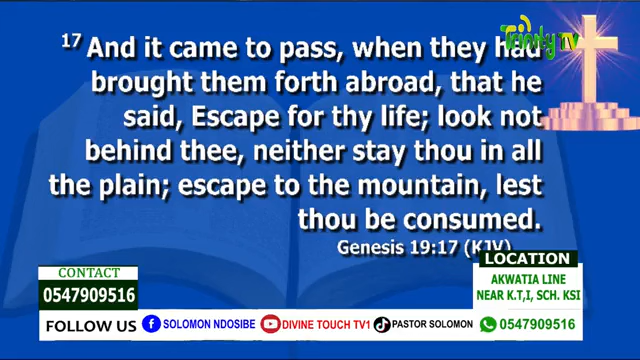 Trinity TV
17 And it came to pass, when they had
brought them forth abroad, that he
said, Escape for thy life; look not
behind thee, neither stay thou in all
the plain; escape to the mountain, lest
thou be consumed.
Genesis 19:17 (KJV)
CONTACT
0547909516
LOCATION
AKWATIA LINE
NEAR K.T,I, SCH. KSI
FOLLOW US
SOLOMON NDOSIBE
DIVINE TOUCH TV1
PASTOR SOLOMON
0547909516